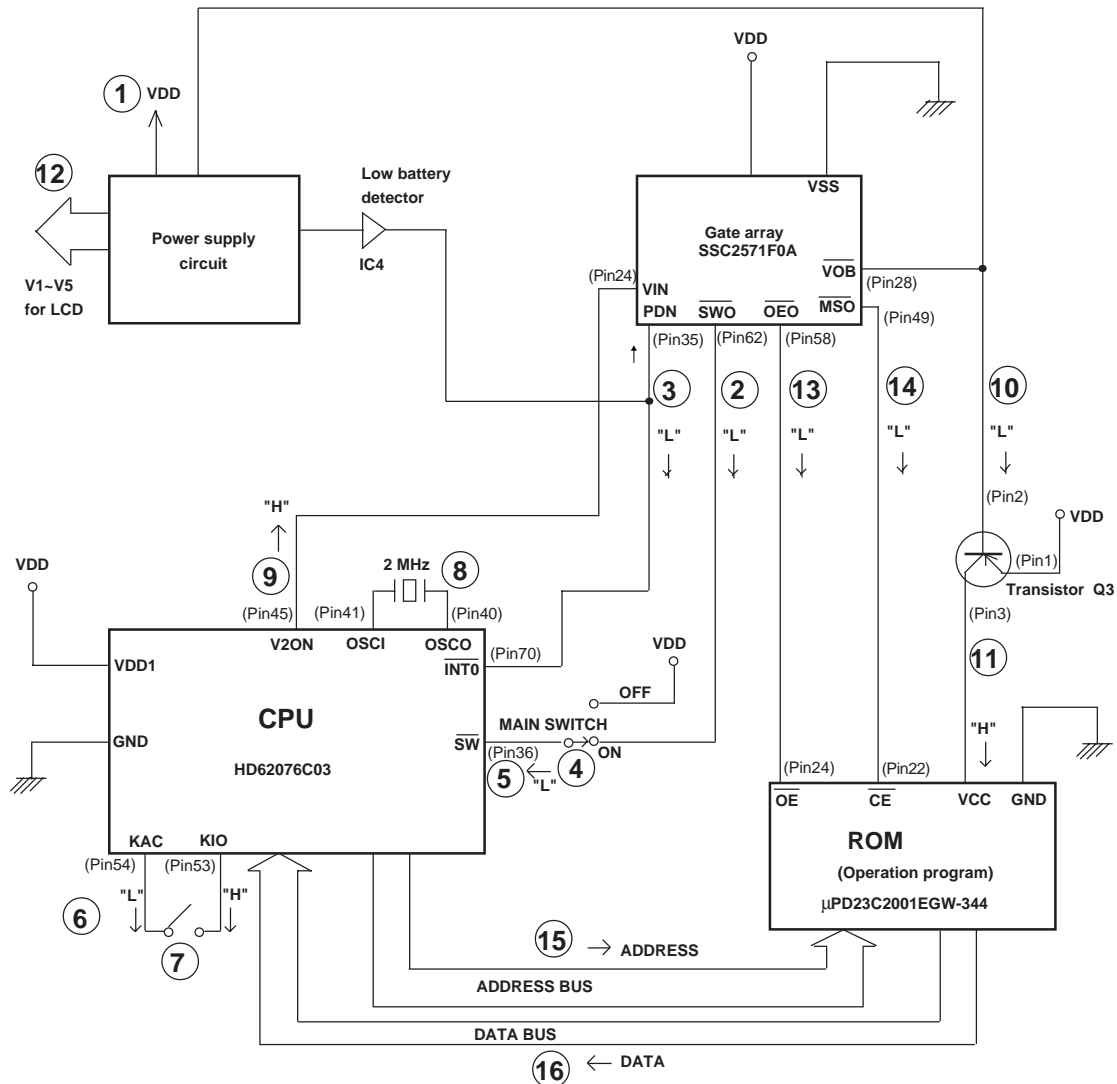 VDD
1 VDD
12
Low battery
detector
VSS
Power supply
circuit
Gate array
SSC2571F0A
IC4
V1~V5
for LCD
(Pin24)
VIN
VOB
(Pin28)
PDN
SWO
OEO
MSO
(Pin35)
(Pin62)
(Pin58)
(Pin49)
3
2
13
14
10
"L"
"L"
"L"
"L"
"L"
"H"
(Pin2)
VDD
(Pin1)
Transistor Q3
(Pin3)
VDD
9
2 MHz
8
(Pin45)
(Pin41)
(Pin40)
V2ON
OSCI
OSCO
(Pin70)
INT0
VDD1
VDD
OFF
11
CPU
MAIN SWITCH
"H"
GND
SW
(Pin36)
ON
HD62076C03
5
"L"
4
(Pin24)
(Pin22)
OE
CE
VCC
GND
KAC
KIO
ROM
(Pin54)
(Pin53)
(Operation program)
"L"
"H"
μPD23C2001EGW-344
6
7
15
ADDRESS
ADDRESS BUS
DATA BUS
16
DATA